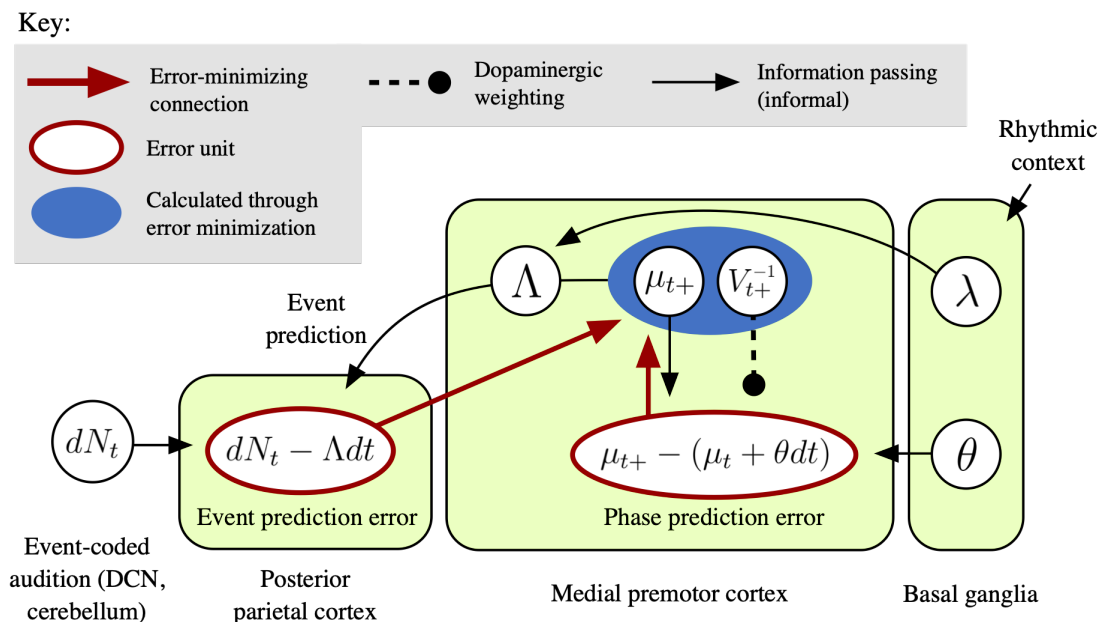 Key:
Error-minimizing
connection
Dopaminergic
weighting
Information passing
(informal)
Error unit
Calculated through
error minimization
Rhythmic
context
Λ
μ_{t+}
V_{t+}^{-1}
λ
Event
prediction
dN_t
dN_t − Λdt
μ_{t+} − (μ_t + θdt)
θ
Event prediction error
Phase prediction error
Event-coded
audition (DCN,
cerebellum)
Posterior
parietal cortex
Medial premotor cortex
Basal ganglia